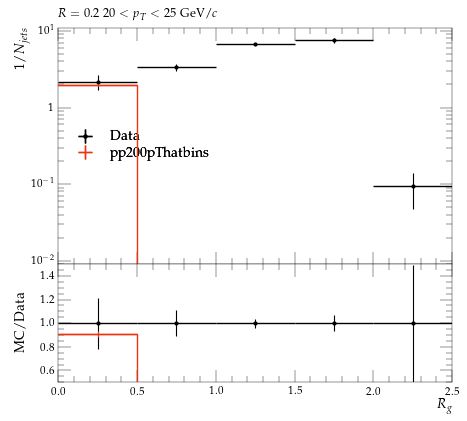 R = 0.2 20 < p_T < 25 GeV/c
1/N_jets
10^1
1
10^−1
10^−2
Data
pp200pThatbins
MC/Data
1.4
1.2
1.0
0.8
0.6
0.0 0.5 1.0 1.5 2.0 2.5
R_g